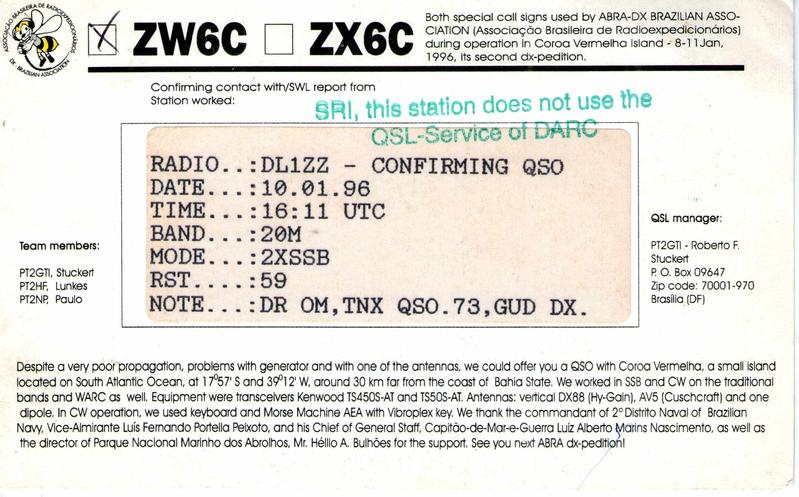 ASSOCIAÇÃO BRASILEIRA DE RADIOEXPEDICIONÁRIOS
DX BRAZILIAN ASSOCIATION
ZW6C ZX6C
Both special call signs used by ABRA-DX BRAZILIAN ASSO-
CIATION (Associação Brasileira de Radioexpedicionários)
during operation in Coroa Vermelha Island - 8-11Jan,
1996, its second dx-pedition.
Confirming contact with/SWL report from
Station worked:
SRI, this station does not use the
QSL-Service of DARC
RADIO..:DL1ZZ - CONFIRMING QSO
DATE...:10.01.96
TIME...:16:11 UTC
BAND...:20M
MODE...:2XSSB
RST....:59
NOTE...:DR OM,TNX QSO.73,GUD DX.
Team members:
PT2GTI, Stuckert
PT2HF, Lunkes
PT2NP, Paulo
QSL manager:
PT2GTI - Roberto F.
Stuckert
P. O. Box 09647
Zip code: 70001-970
Brasília (DF)
Despite a very poor propagation, problems with generator and with one of the antennas, we could offer you a QSO with Coroa Vermelha, a small island
located on South Atlantic Ocean, at 17º57' S and 39º12' W, around 30 km far from the coast of Bahia State. We worked in SSB and CW on the traditional
bands and WARC as well. Equipment were transceivers Kenwood TS450S-AT and TS50S-AT. Antennas: vertical DX88 (Hy-Gain), AV5 (Cuschcraft) and one
dipole. In CW operation, we used keyboard and Morse Machine AEA with Vibroplex key. We thank the commandant of 2º Distrito Naval of Brazilian
Navy, Vice-Almirante Luís Fernando Portella Peixoto, and his Chief of General Staff, Capitão-de-Mar-e-Guerra Luiz Alberto Marins Nascimento, as well as
the director of Parque Nacional Marinho dos Abrolhos, Mr. Héllio A. Bulhões for the support. See you next ABRA dx-pedition!